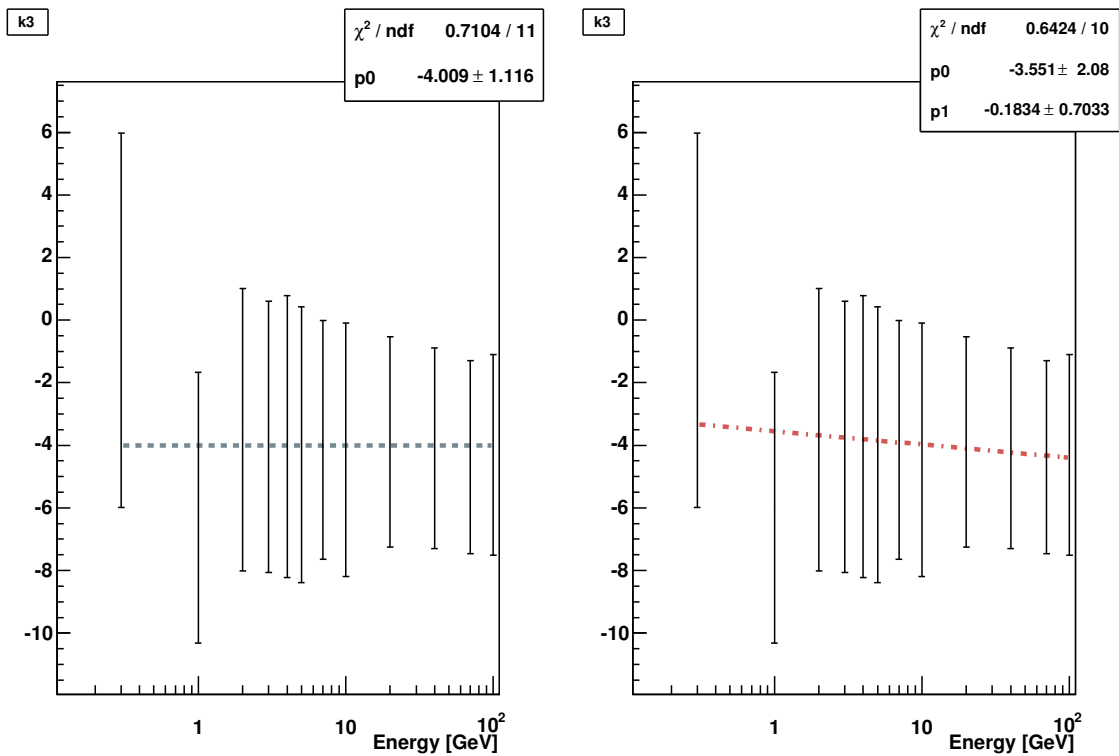 k3
χ² / ndf 0.7104 / 11
p0 -4.009 ± 1.116
6
4
2
0
-2
-4
-6
-8
-10
1
10
10²
Energy [GeV]
k3
χ² / ndf 0.6424 / 10
p0 -3.551 ± 2.08
p1 -0.1834 ± 0.7033
6
4
2
0
-2
-4
-6
-8
-10
1
10
10²
Energy [GeV]